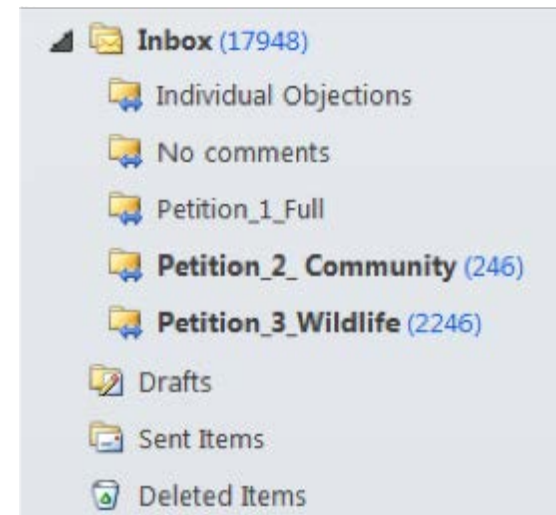 Inbox (17948)
Individual Objections
No comments
Petition_1_Full
Petition_2_ Community (246)
Petition_3_Wildlife (2246)
Drafts
Sent Items
Deleted Items